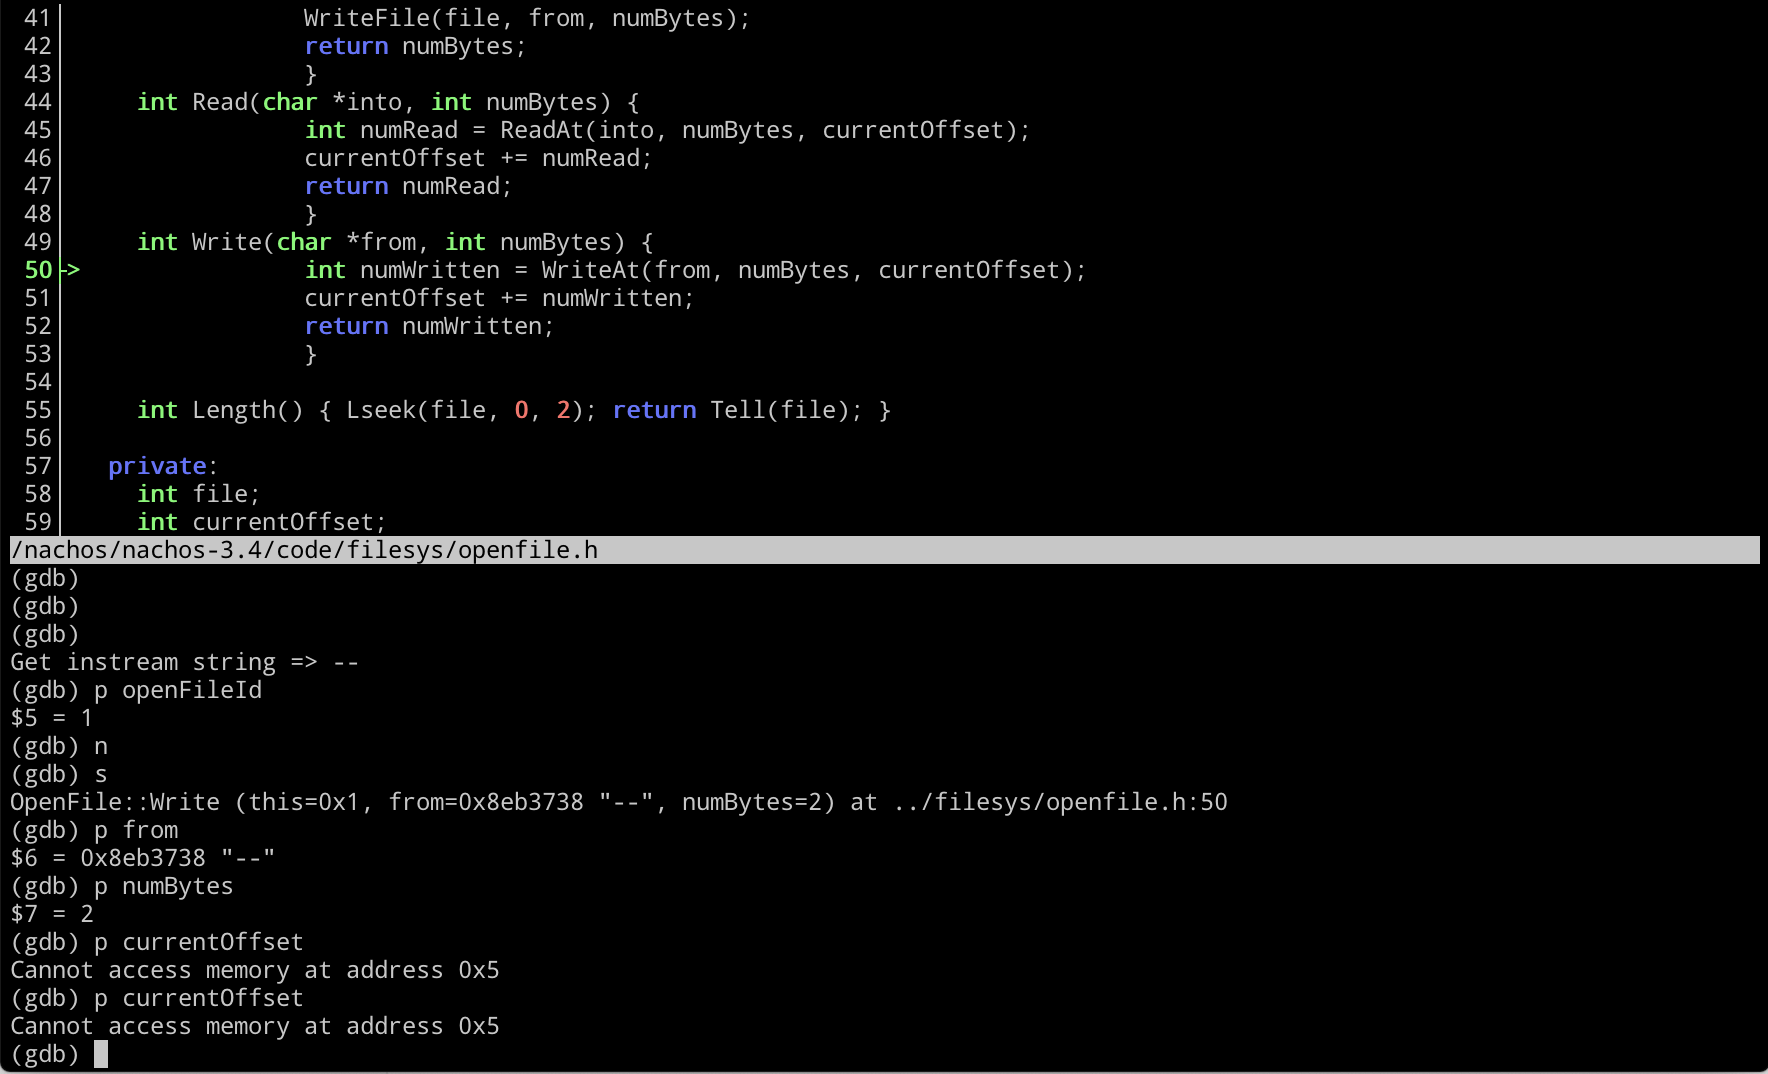 41 WriteFile(file, from, numBytes);
42 return numBytes;
43 }
44 int Read(char *into, int numBytes) {
45 int numRead = ReadAt(into, numBytes, currentOffset);
46 currentOffset += numRead;
47 return numRead;
48 }
49 int Write(char *from, int numBytes) {
50 -> int numWritten = WriteAt(from, numBytes, currentOffset);
51 currentOffset += numWritten;
52 return numWritten;
53 }
54
55 int Length() { Lseek(file, 0, 2); return Tell(file); }
56
57 private:
58 int file;
59 int currentOffset;
/nachos/nachos-3.4/code/filesys/openfile.h
(gdb)
(gdb)
(gdb)
Get instream string => --
(gdb) p openFileId
$5 = 1
(gdb) n
(gdb) s
OpenFile::Write (this=0x1, from=0x8eb3738 "--", numBytes=2) at ../filesys/openfile.h:50
(gdb) p from
$6 = 0x8eb3738 "--"
(gdb) p numBytes
$7 = 2
(gdb) p currentOffset
Cannot access memory at address 0x5
(gdb) p currentOffset
Cannot access memory at address 0x5
(gdb)